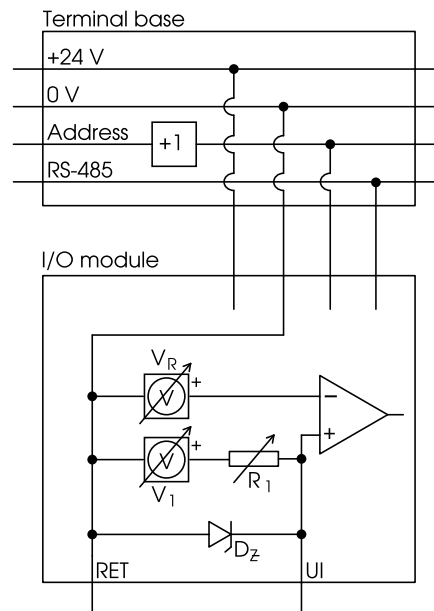 Terminal base
+24 V
0 V
Address
+1
RS-485
I/O module
VR
+
V
−
+
V
+
V1
R1
DZ
RET
UI